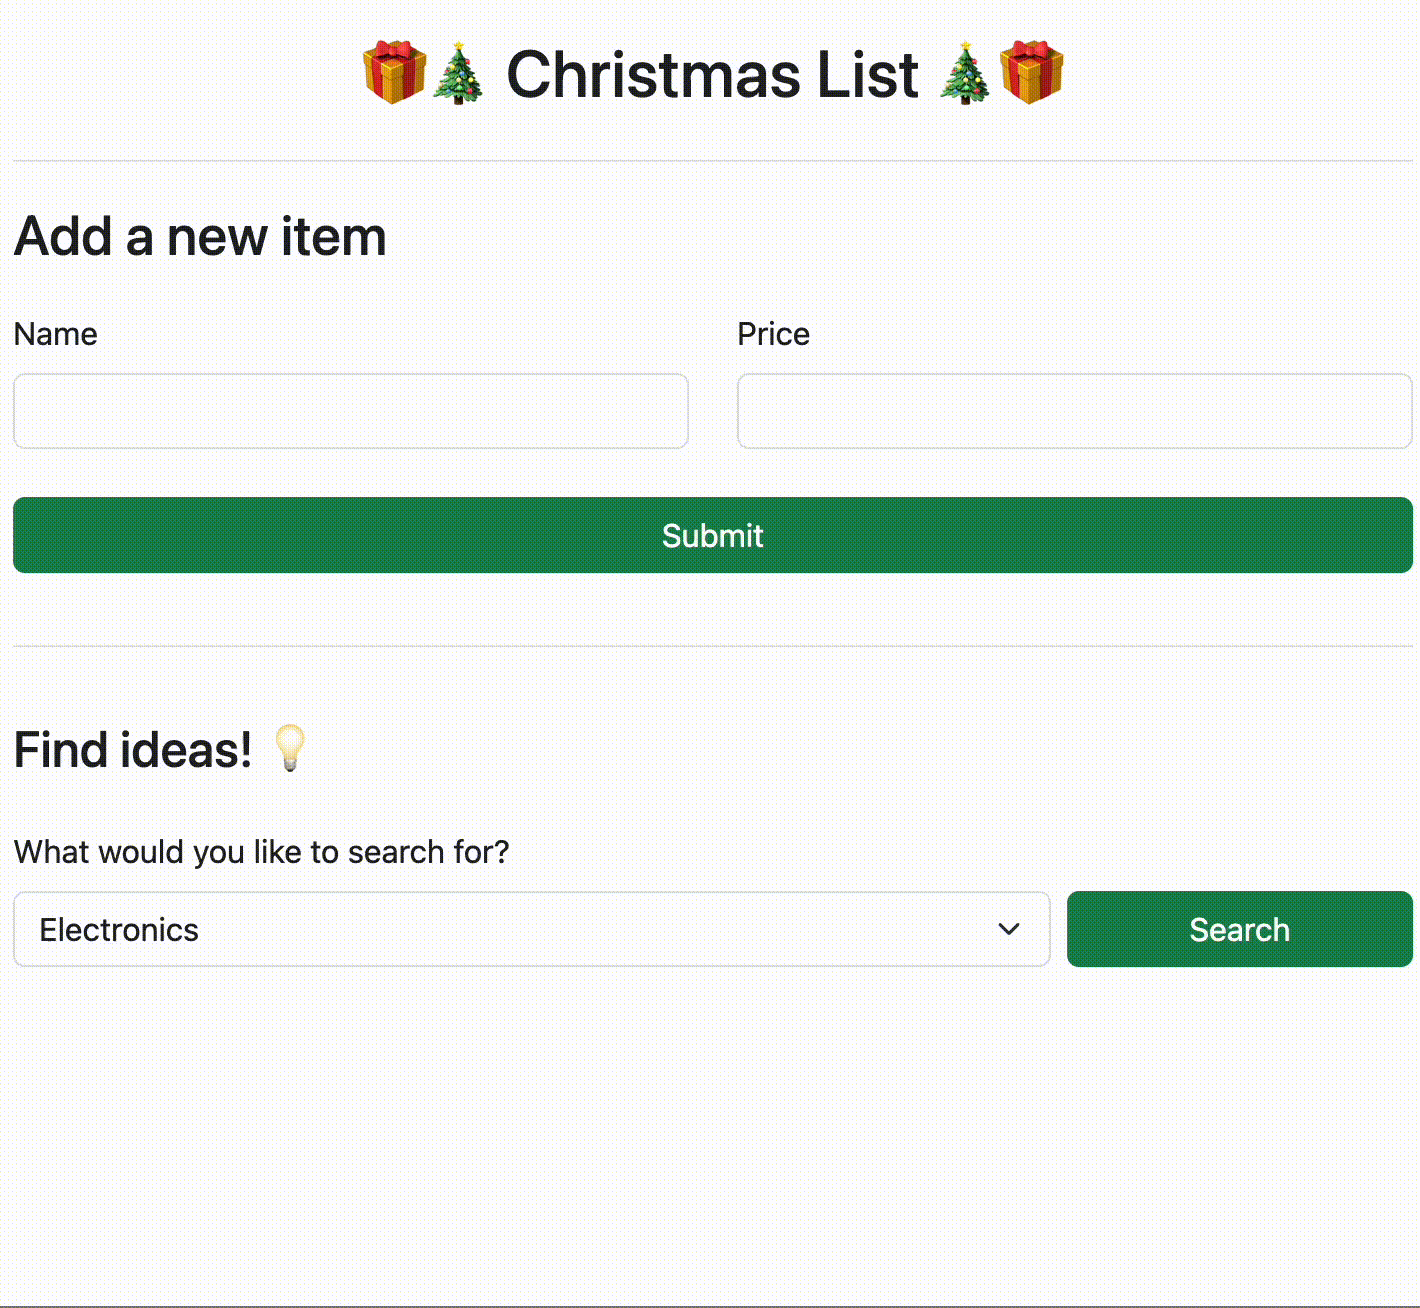 🎁🎄 Christmas List 🎄🎁
Add a new item
Name
Price
Submit
Find ideas! 💡
What would you like to search for?
Electronics
Search